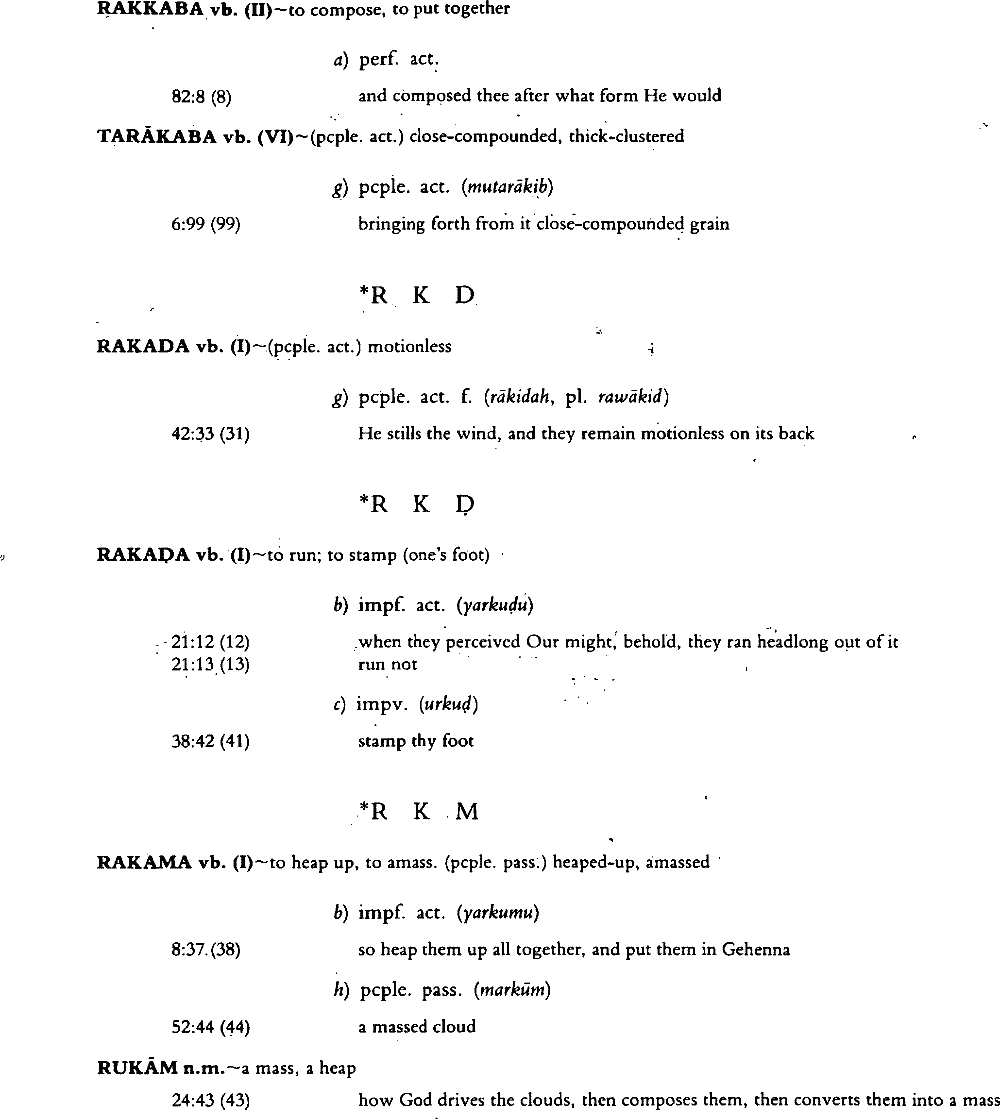 RAKKABA vb. (II)~to compose, to put together
a) perf. act.
82:8 (8) and composed thee after what form He would
TARĀKABA vb. (VI)~(pcple. act.) close-compounded, thick-clustered
g) pcple. act. (mutarākib)
6:99 (99) bringing forth from it close-compounded grain
*R K D
RAKADA vb. (I)~(pcple. act.) motionless
g) pcple. act. f. (rākidah, pl. rawākid)
42:33 (31) He stills the wind, and they remain motionless on its back
*R K Ḍ
RAKAḌA vb. (I)~to run; to stamp (one's foot)
b) impf. act. (yarkuḍu)
21:12 (12) when they perceived Our might, behold, they ran headlong out of it
21:13 (13) run not
c) impv. (urkuḍ)
38:42 (41) stamp thy foot
*R K M
RAKAMA vb. (I)~to heap up, to amass. (pcple. pass.) heaped-up, amassed
b) impf. act. (yarkumu)
8:37 (38) so heap them up all together, and put them in Gehenna
h) pcple. pass. (markūm)
52:44 (44) a massed cloud
RUKĀM n.m.~a mass, a heap
24:43 (43) how God drives the clouds, then composes them, then converts them into a mass